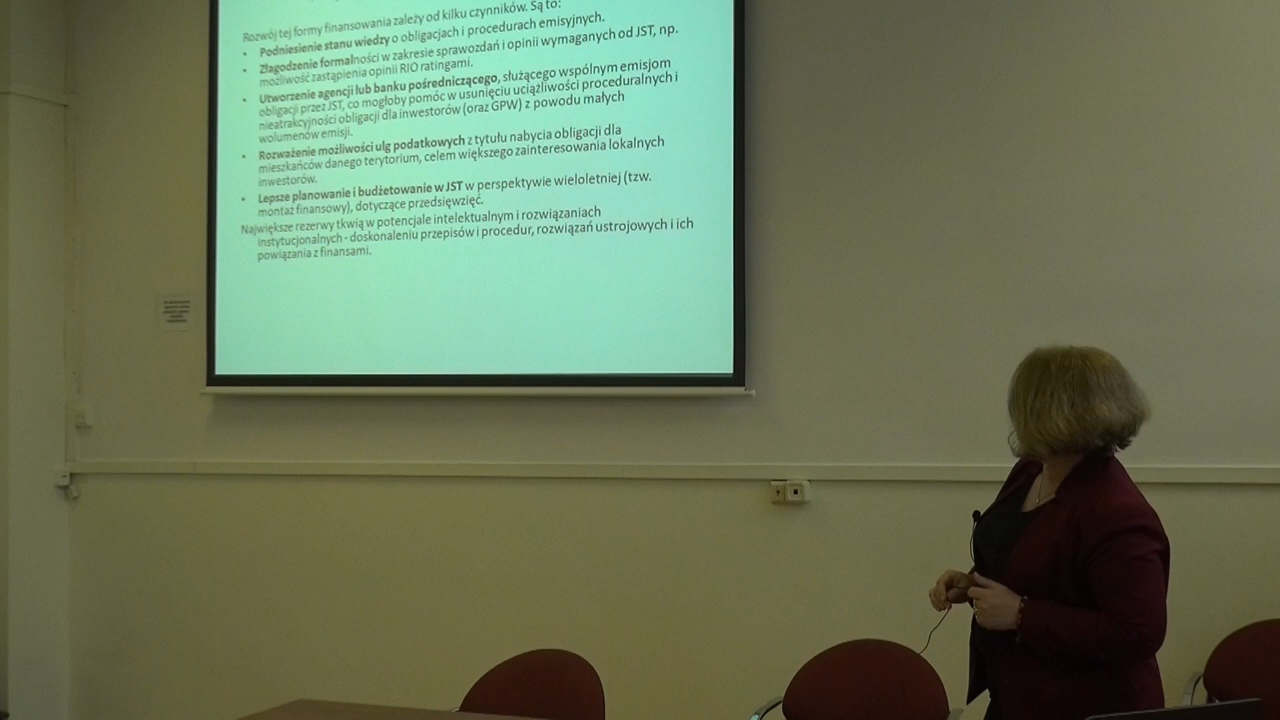 Rozwój tej formy finansowania zależy od kilku czynników. Są to:
• Podniesienie stanu wiedzy o obligacjach i procedurach emisyjnych.
• Złagodzenie formalności w zakresie sprawozdań i opinii wymaganych od JST, np.
możliwość zastąpienia opinii RIO ratingami.
• Utworzenie agencji lub banku pośredniczącego, służącego wspólnym emisjom
obligacji przez JST, co mogłoby pomóc w usunięciu uciążliwości proceduralnych i
nieatrakcyjności obligacji dla inwestorów (oraz GPW) z powodu małych
wolumenów emisji.
• Rozważenie możliwości ulg podatkowych z tytułu nabycia obligacji dla
mieszkańców danego terytorium, celem większego zainteresowania lokalnych
inwestorów.
• Lepsze planowanie i budżetowanie w JST w perspektywie wieloletniej (tzw.
montaż finansowy), dotyczące przedsięwzięć.
Największe rezerwy tkwią w potencjale intelektualnym i rozwiązaniach
instytucjonalnych - doskonaleniu przepisów i procedur, rozwiązań ustrojowych i ich
powiązania z finansami.